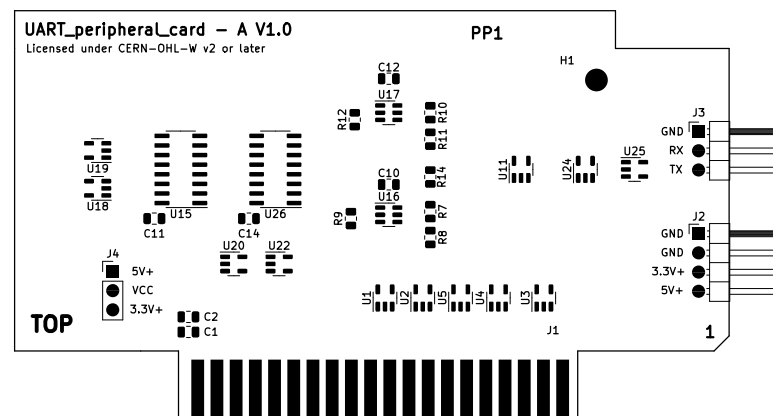 UART_peripheral_card - A V1.0
PP1
Licensed under CERN-OHL-W v2 or later
H1
C12
U17
R12
R10
R11
J3
GND
RX
TX
U19
U18
U15
U26
C11
C14
C10
U16
R14
R9
R7
R8
U11
U24
U25
J2
GND
GND
3.3V+
5V+
U20
U22
J4
5V+
VCC
3.3V+
U1
U2
U5
U4
U3
TOP
C2
C1
J1
1